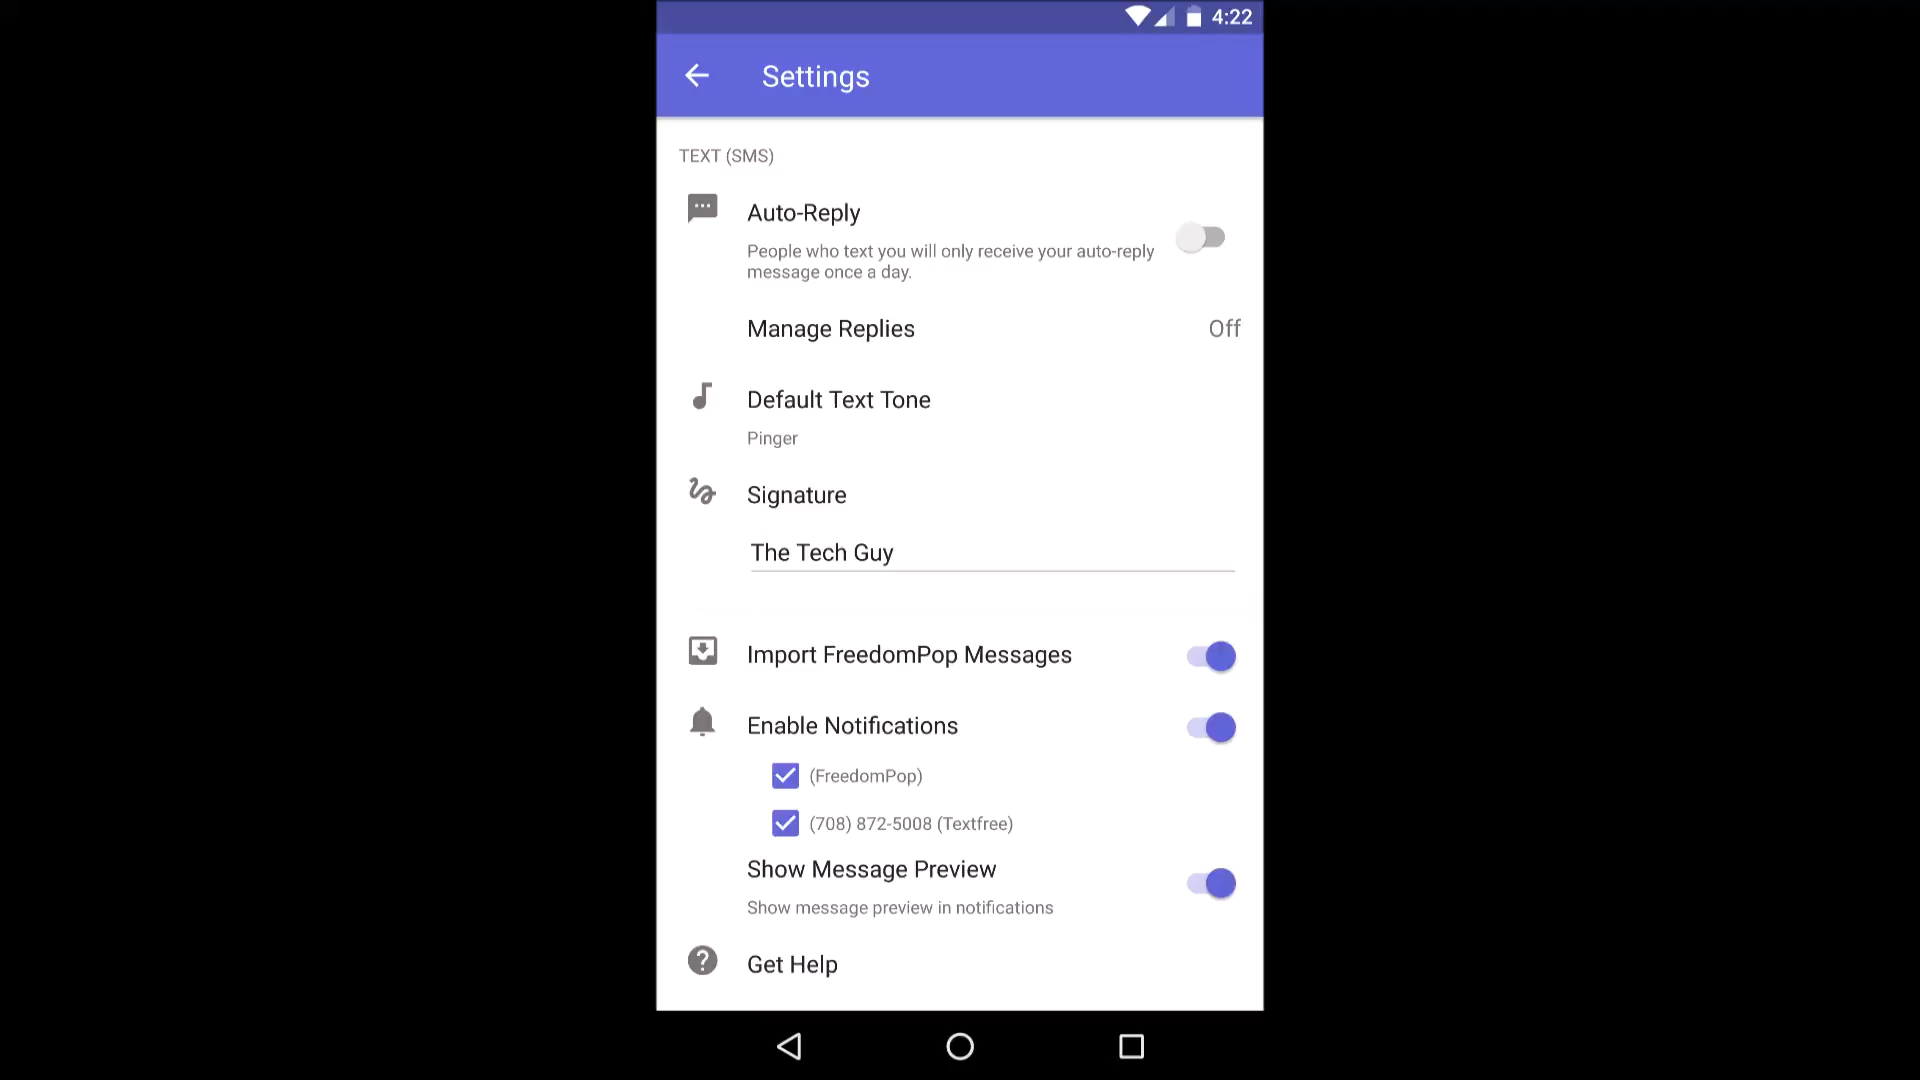 4:22
Settings
TEXT (SMS)
Auto-Reply
People who text you will only receive your auto-reply
message once a day.
Manage Replies
Off
Default Text Tone
Pinger
Signature
The Tech Guy
Import FreedomPop Messages
Enable Notifications
(FreedomPop)
(708) 872-5008 (Textfree)
Show Message Preview
Show message preview in notifications
Get Help